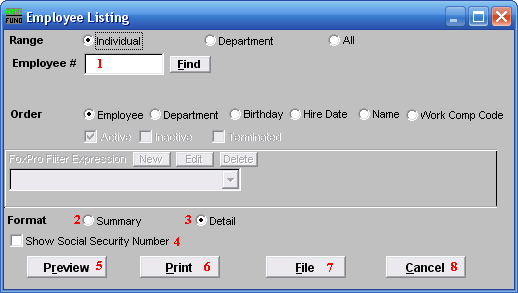 FUND Employee Listing
Range Individual Department All
Employee # 1 Find
Order Employee Department Birthday Hire Date Name Work Comp Code
Active Inactive Terminated
FoxPro Filter Expression New Edit Delete
Format 2 Summary 3 Detail
Show Social Security Number 4
Preview 5 Print 6 File 7 Cancel 8